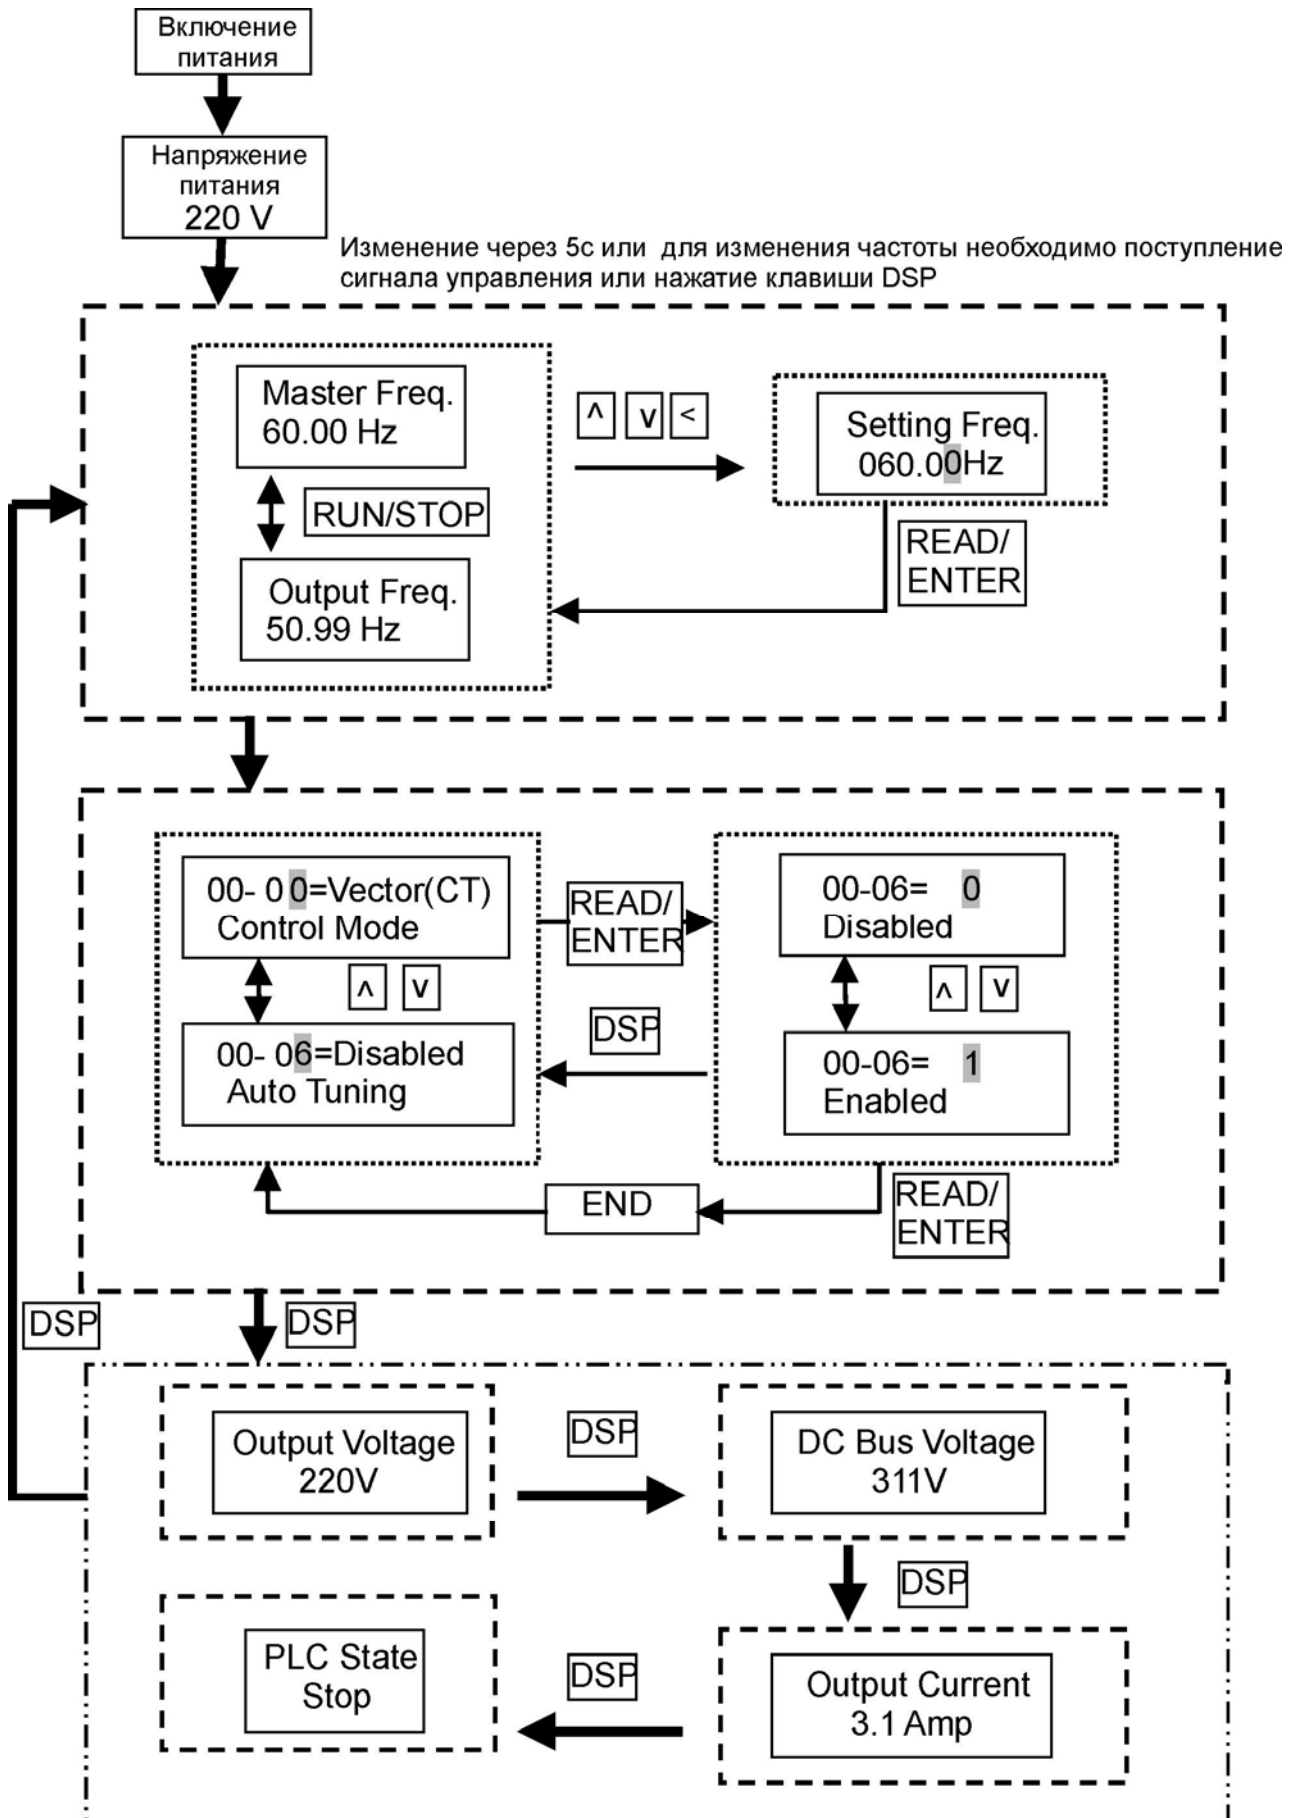 Включение
питания
Напряжение
питания
220 V
Изменение через 5с или для изменения частоты необходимо поступление
сигнала управления или нажатие клавиши DSP
Master Freq.
60.00 Hz
^ v <
Setting Freq.
060.00Hz
RUN/STOP
READ/
ENTER
Output Freq.
50.99 Hz
00- 0 0=Vector(CT)
Control Mode
READ/
ENTER
00-06= 0
Disabled
^ v
^ v
DSP
00- 06=Disabled
Auto Tuning
00-06= 1
Enabled
END
READ/
ENTER
DSP
DSP
Output Voltage
220V
DSP
DC Bus Voltage
311V
DSP
PLC State
Stop
DSP
Output Current
3.1 Amp